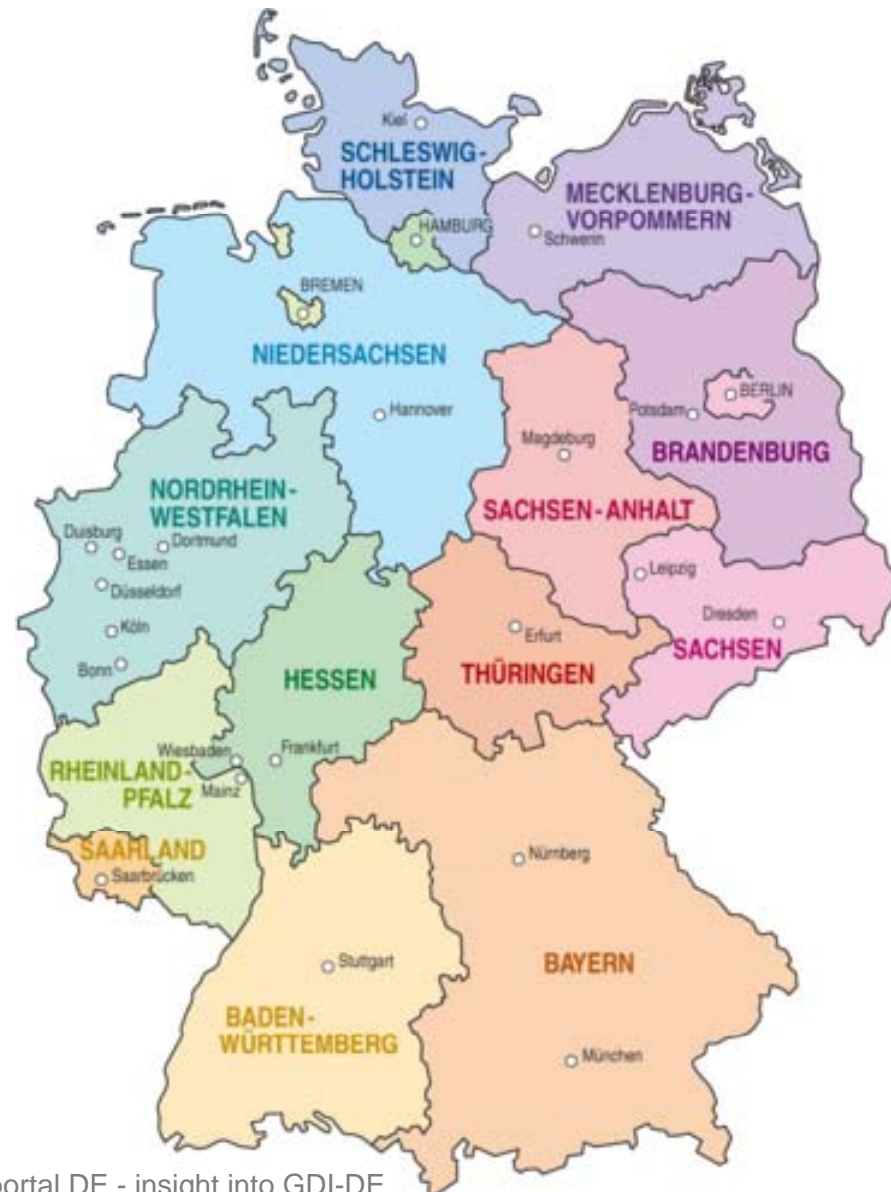 Kiel
SCHLESWIG-
HOLSTEIN
MECKLENBURG-
VORPOMMERN
HAMBURG
Schwerin
BREMEN
NIEDERSACHSEN
Hannover
BERLIN
Potsdam
Magdeburg
BRANDENBURG
NORDRHEIN-
WESTFALEN
SACHSEN-ANHALT
Duisburg
Dortmund
Essen
Düsseldorf
Leipzig
Köln
Erfurt
Dresden
Bonn
HESSEN
THÜRINGEN
SACHSEN
Wiesbaden
Frankfurt
RHEINLAND-
PFALZ
Mainz
SAARLAND
Saarbrücken
Nürnberg
Stuttgart
BAYERN
BADEN-
WÜRTTEMBERG
München
portal.DE - insight into GDI-DE